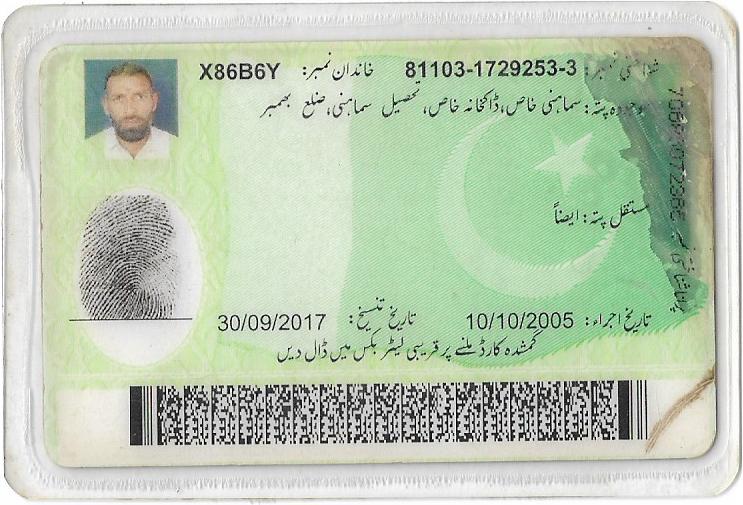 شناختی نمبر: 81103-1729253-3 خاندان نمبر: X86B6Y
موجودہ پتہ: سماہنی خاص، ڈاکخانہ خاص، تحصیل سماہنی، ضلع بھمبر
مستقل پتہ: ایضاً
تاریخ اجراء: 10/10/2005 تاریخ تنسیخ: 30/09/2017
گمشدہ کارڈ ملنے پر قریبی لیٹر بکس میں ڈال دیں